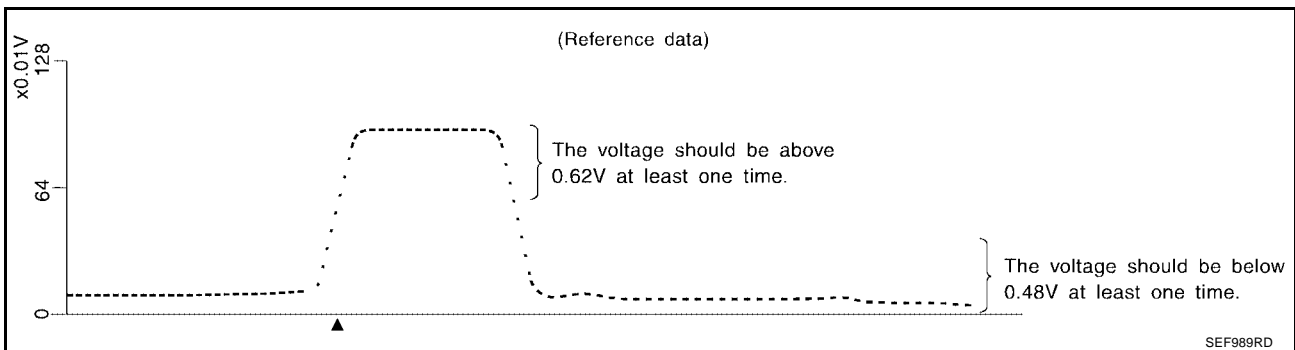 (Reference data)
x0.01V
128
64
0
The voltage should be above
0.62V at least one time.
The voltage should be below
0.48V at least one time.
SEF989RD